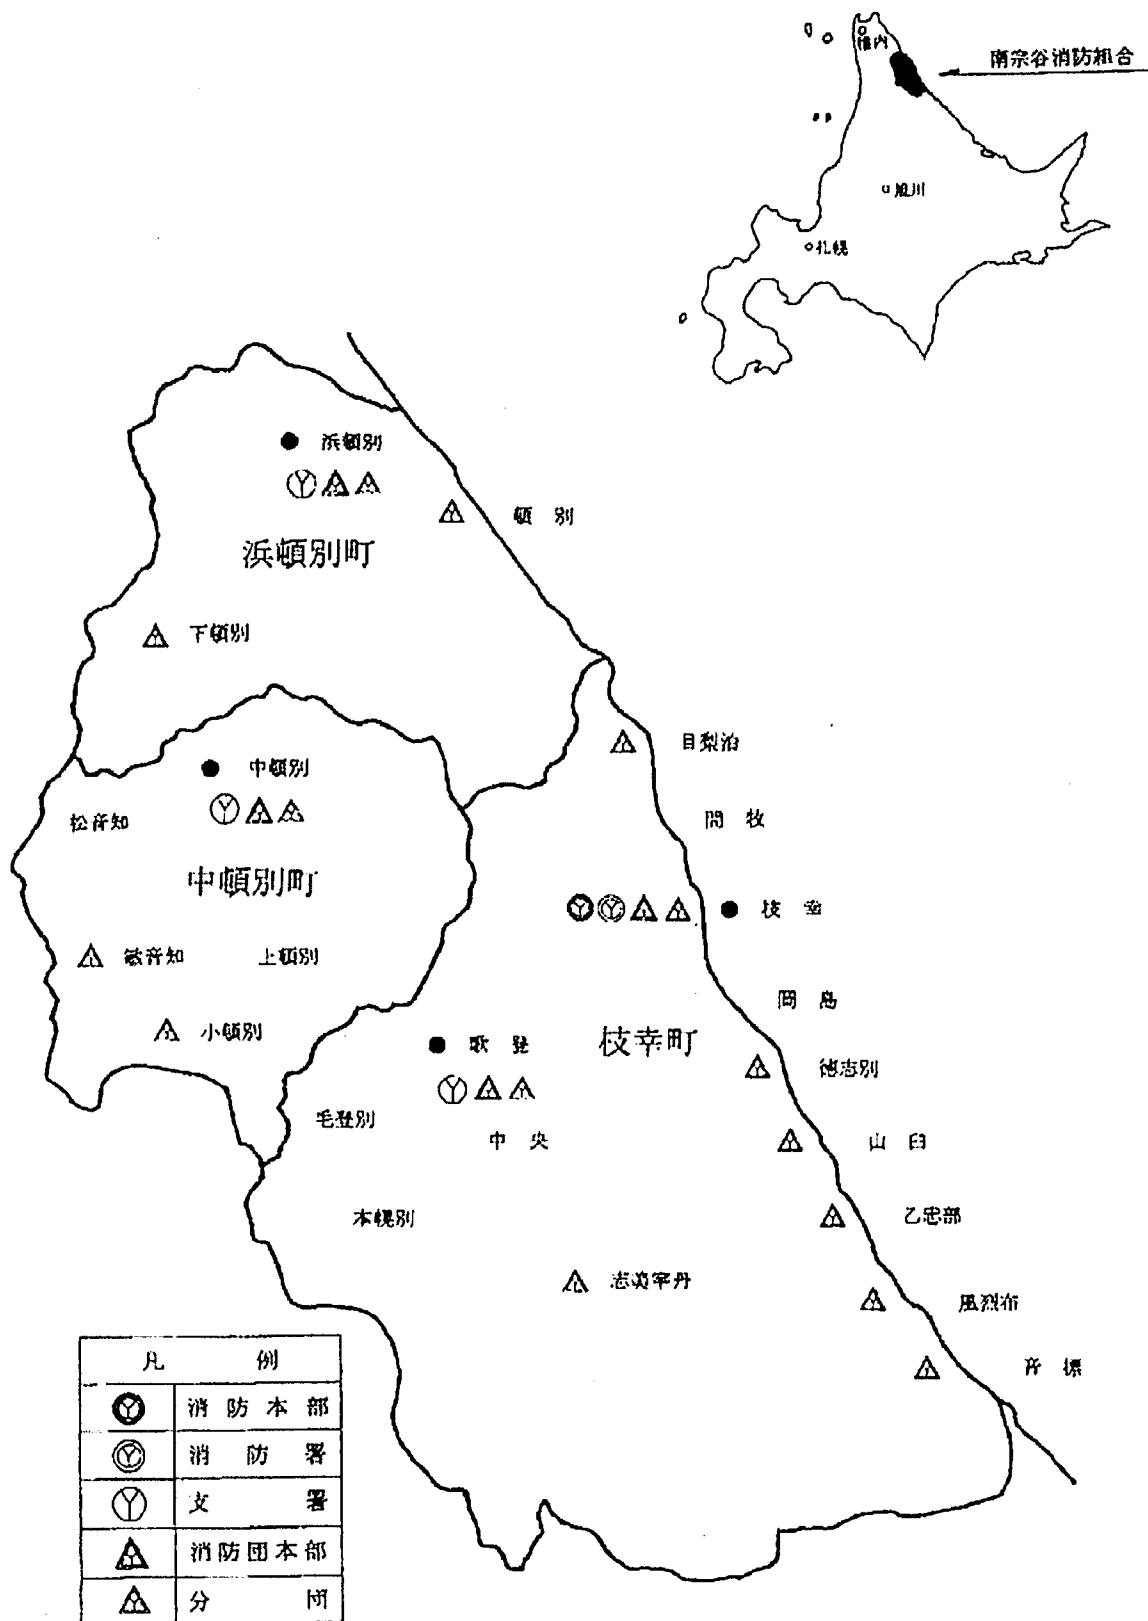 稚内
南宗谷消防組合
旭川
札幌
浜頓別
頓別
浜頓別町
下頓別
目梨泊
中頓別
松音知
問牧
中頓別町
枝幸
敏音知
上頓別
岡島
小頓別
歌登
枝幸町
徳志別
毛登別
中央
山臼
本幌別
乙忠部
志美宇丹
風烈布
音標
凡例
消防本部
消防署
支署
消防団本部
分団